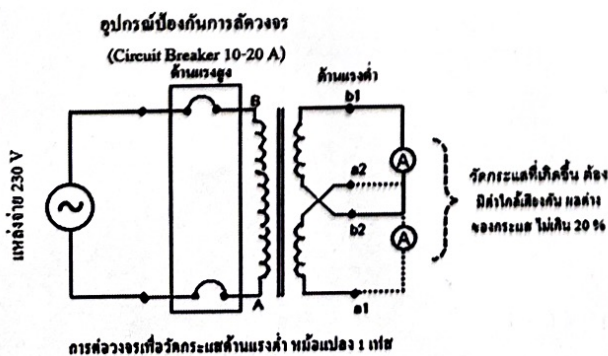 อุปกรณ์ป้องกันการลัดวงจร
(Circuit Breaker 10-20 A)
ด้านแรงสูง
ด้านแรงต่ำ
B
b1
A
แหล่งจ่าย 230 V
a2
b2
A
A
a1
วัดกระแสที่เกิดขึ้น ต้อง
มีค่าใกล้เคียงกัน ผลต่าง
ของกระแส ไม่เกิน 20 %
การต่อวงจรเพื่อวัดกระแสด้านแรงต่ำ หม้อแปลง 1 เฟส